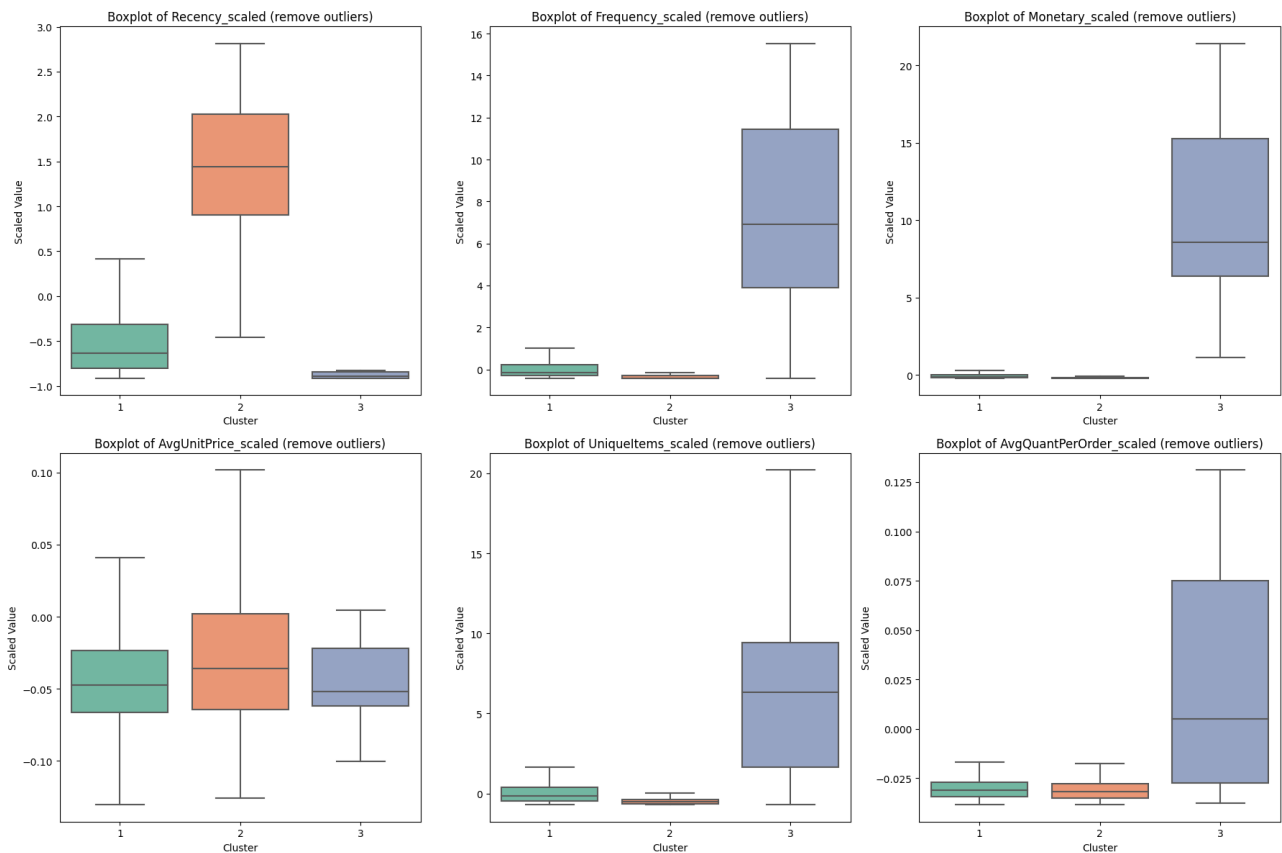 Boxplot of Recency_scaled (remove outliers)
3.0
2.5
2.0
1.5
1.0
0.5
0.0
−0.5
−1.0
Scaled Value
1 2 3
Cluster
Boxplot of Frequency_scaled (remove outliers)
16
14
12
10
8
6
4
2
0
Scaled Value
1 2 3
Cluster
Boxplot of Monetary_scaled (remove outliers)
20
15
10
5
0
Scaled Value
1 2 3
Cluster
Boxplot of AvgUnitPrice_scaled (remove outliers)
0.10
0.05
0.00
−0.05
−0.10
Scaled Value
1 2 3
Cluster
Boxplot of UniqueItems_scaled (remove outliers)
20
15
10
5
0
Scaled Value
1 2 3
Cluster
Boxplot of AvgQuantPerOrder_scaled (remove outliers)
0.125
0.100
0.075
0.050
0.025
0.000
−0.025
Scaled Value
1 2 3
Cluster